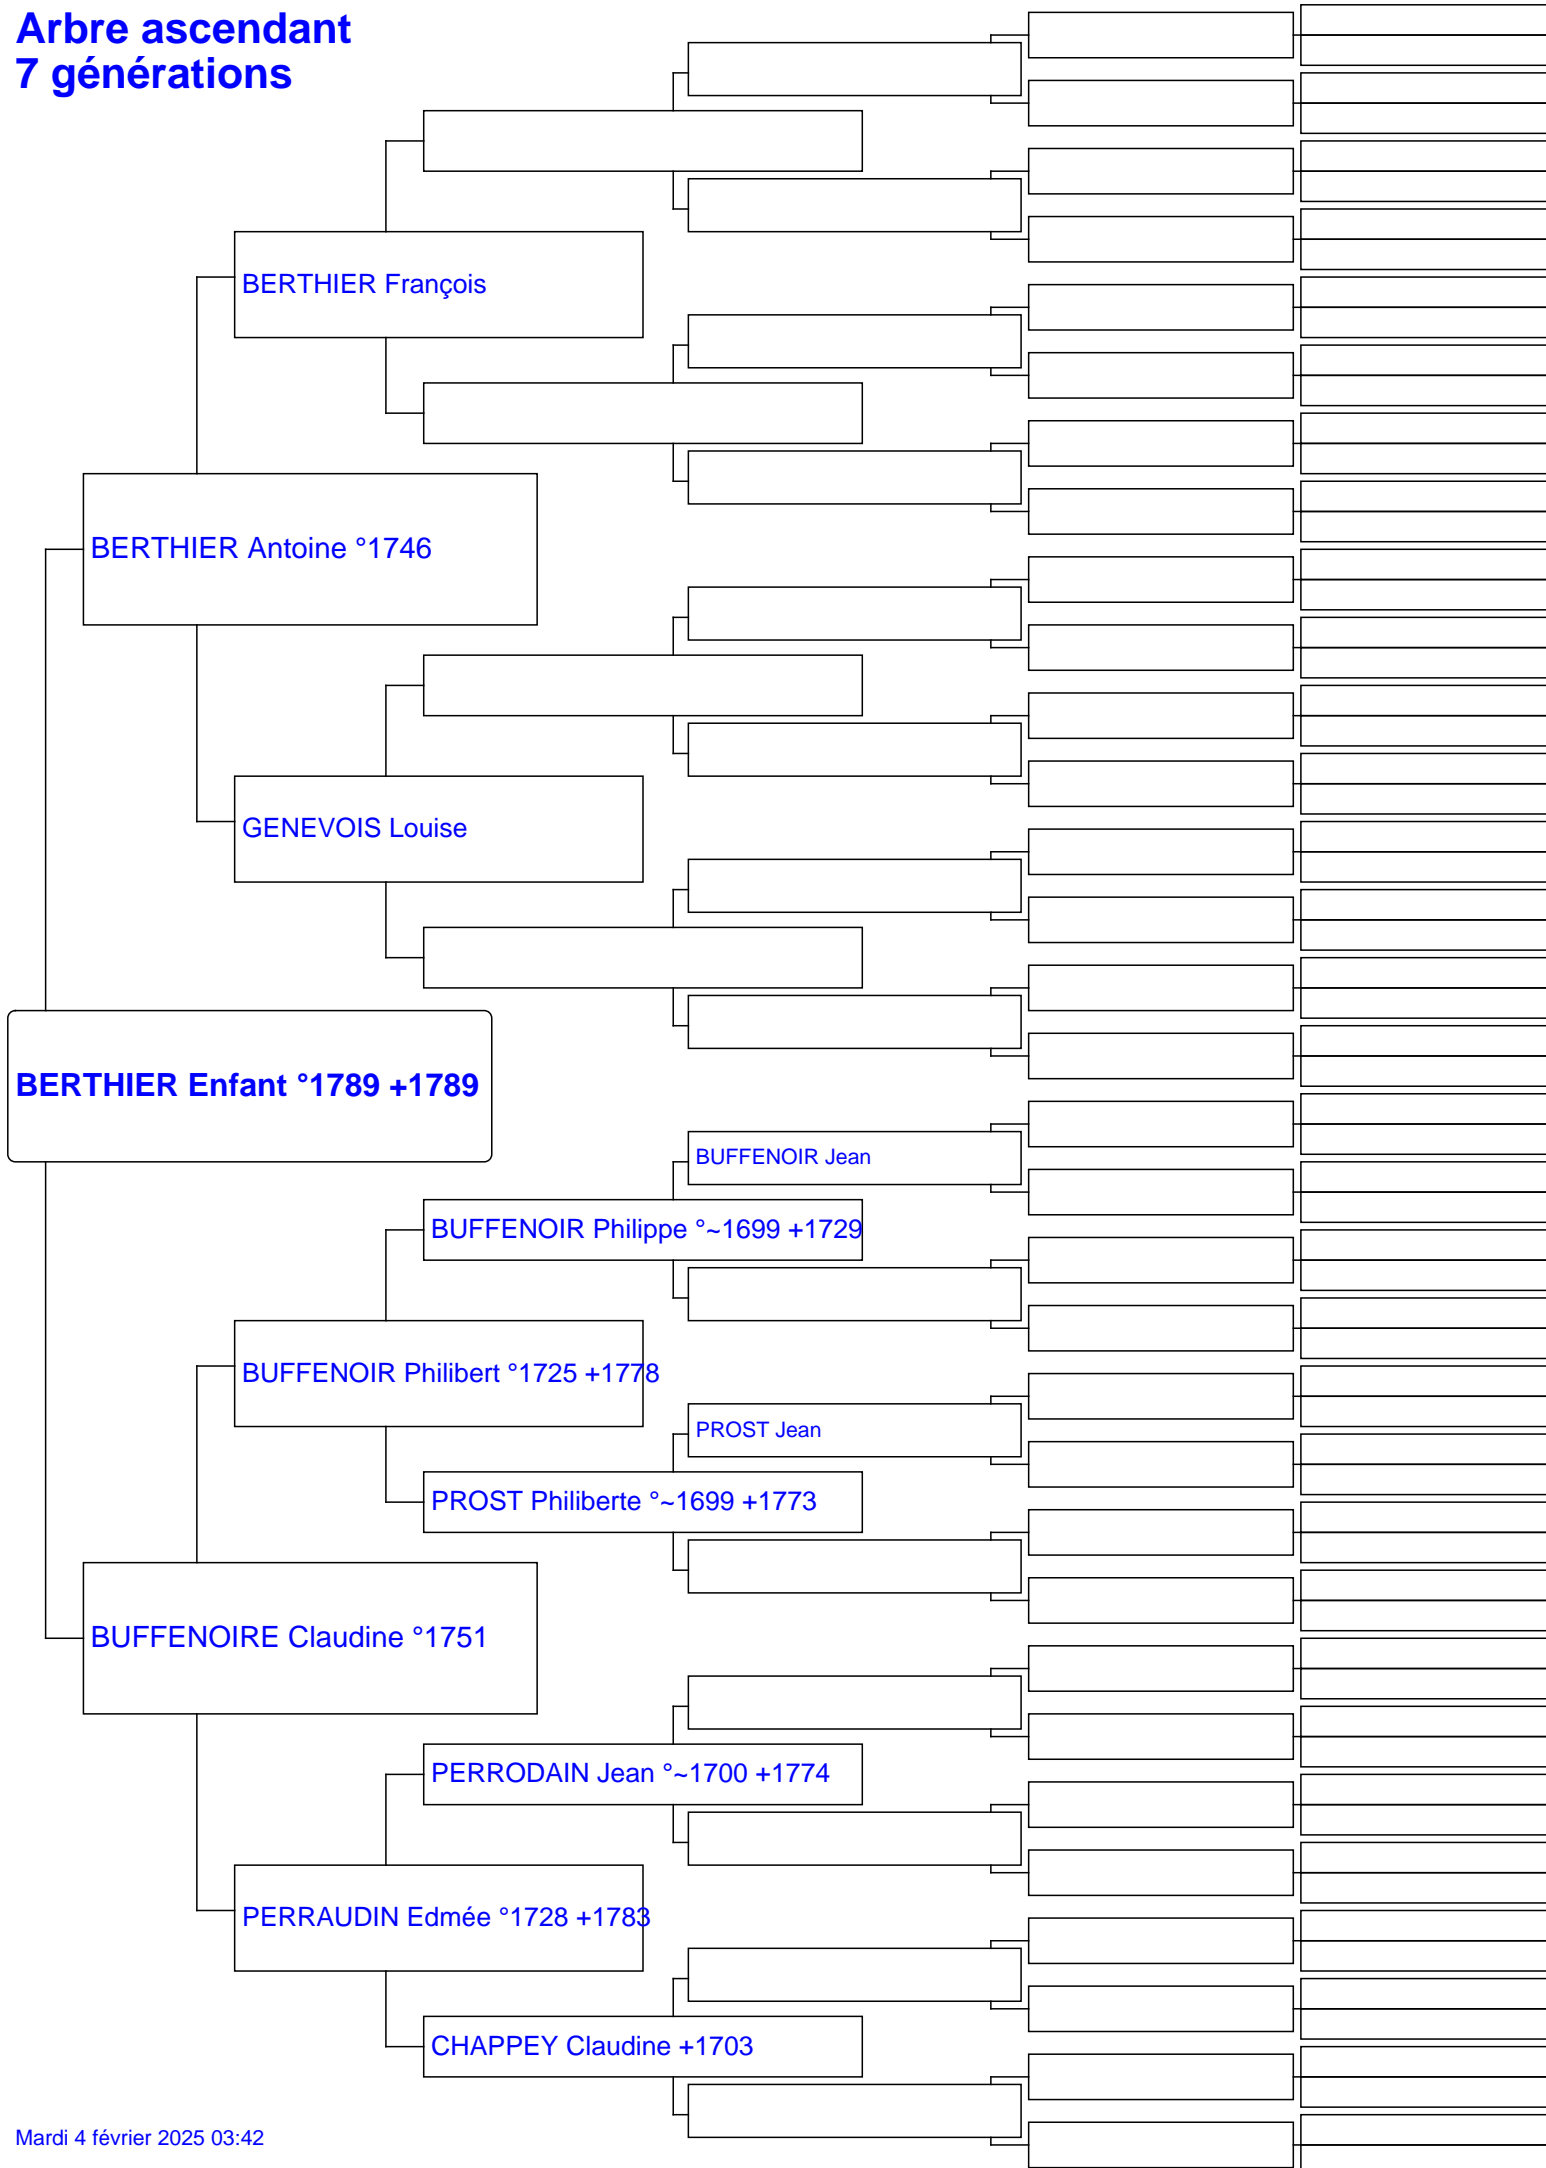 Arbre ascendant
7 générations
BERTHIER François
BERTHIER Antoine °1746
GENEVOIS Louise
BERTHIER Enfant °1789 +1789
BUFFENOIR Jean
BUFFENOIR Philippe °~1699 +1729
BUFFENOIR Philibert °1725 +1778
PROST Jean
PROST Philiberte °~1699 +1773
BUFFENOIRE Claudine °1751
PERRODAIN Jean °~1700 +1774
PERRAUDIN Edmée °1728 +1783
CHAPPEY Claudine +1703
Mardi 4 février 2025 03:42